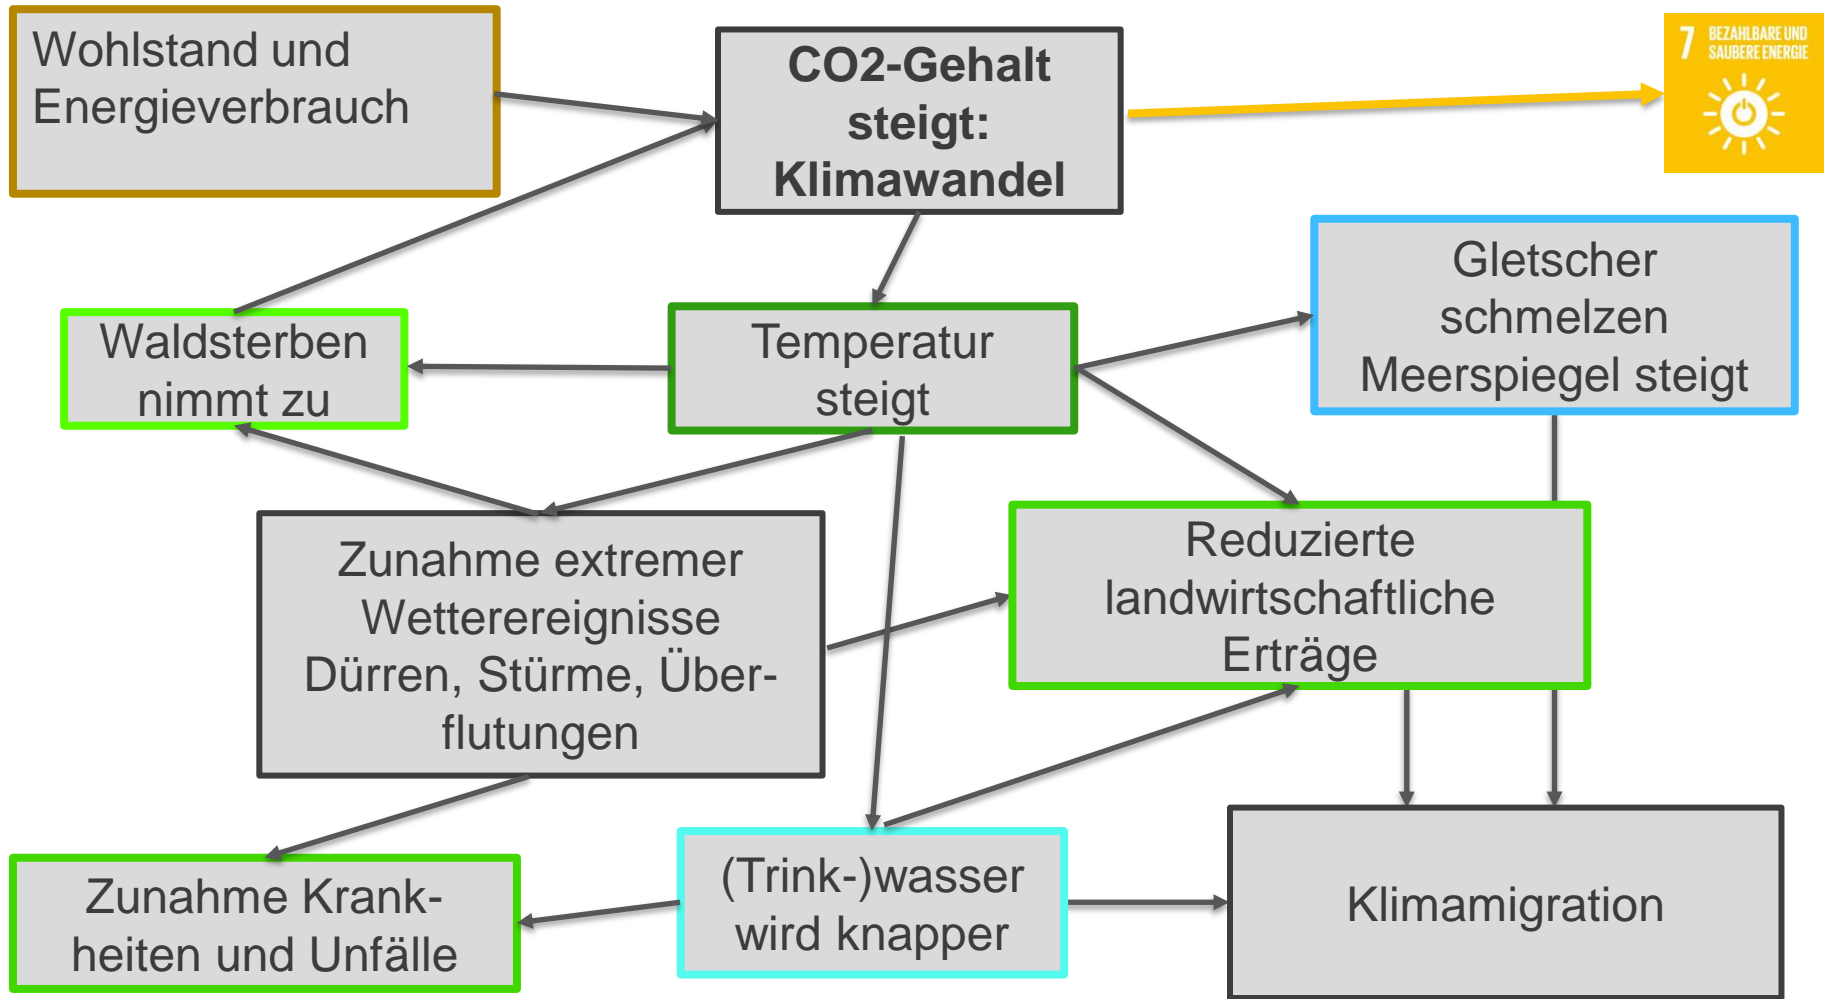 Wohlstand und
Energieverbrauch
CO2-Gehalt
steigt:
Klimawandel
7 BEZAHLBARE UND
SAUBERE ENERGIE
Waldsterben
nimmt zu
Temperatur
steigt
Gletscher
schmelzen
Meerspiegel steigt
Zunahme extremer
Wetterereignisse
Dürren, Stürme, Über-
flutungen
Reduzierte
landwirtschaftliche
Erträge
Zunahme Krank-
heiten und Unfälle
(Trink-)wasser
wird knapper
Klimamigration